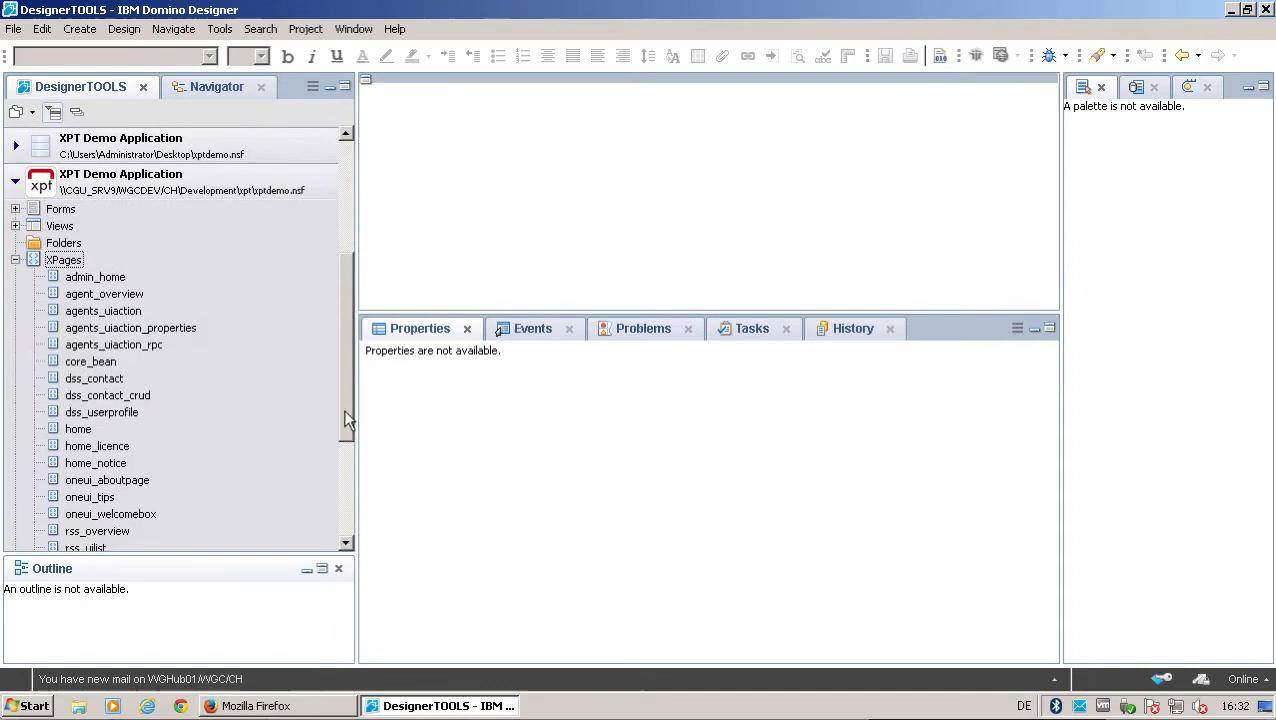 DesignerTOOLS - IBM Domino Designer
File Edit Create Design Navigate Tools Search Project Window Help
DesignerTOOLS
Navigator
XPT Demo Application
C:\Users\Administrator\Desktop\xptdemo.nsf
xpt
XPT Demo Application
\\CGU_SRV9/WGCDEV/CH\Development\xpt\xptdemo.nsf
Forms
Views
Folders
XPages
admin_home
agent_overview
agents_uiaction
agents_uiaction_properties
agents_uiaction_rpc
core_bean
dss_contact
dss_contact_crud
dss_userprofile
home
home_licence
home_notice
oneui_aboutpage
oneui_tips
oneui_welcomebox
rss_overview
rss_uilist
Outline
An outline is not available.
Properties
Events
Problems
Tasks
History
Properties are not available.
A palette is not available.
You have new mail on WGHub01/WGC/CH
Online
Start
Mozilla Firefox
DesignerTOOLS - IBM ...
DE
16:32